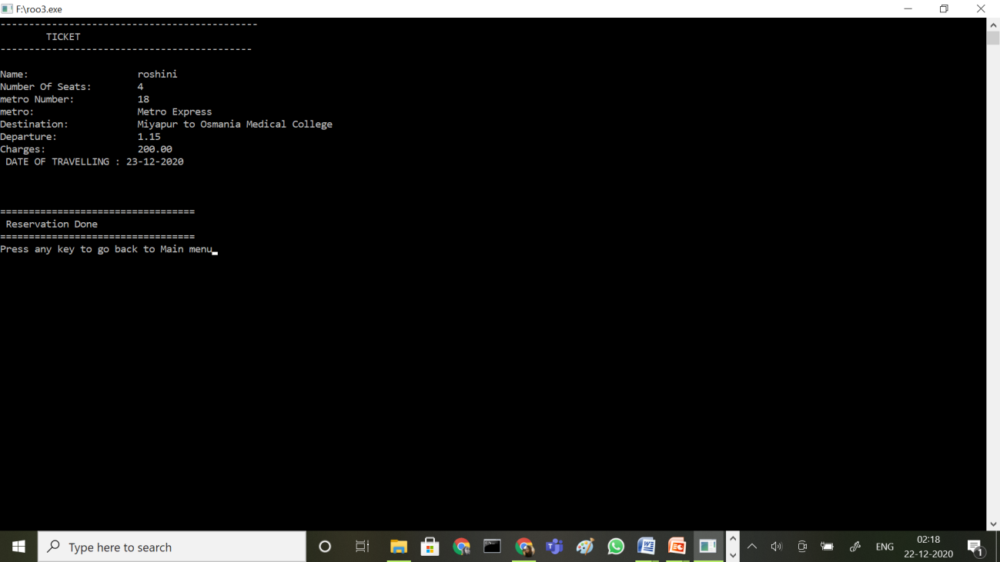 F:\roo3.exe
---------------------------------------------
TICKET
--------------------------------------------
Name: roshini
Number Of Seats: 4
metro Number: 18
metro: Metro Express
Destination: Miyapur to Osmania Medical College
Departure: 1.15
Charges: 200.00
DATE OF TRAVELLING : 23-12-2020
==================================
Reservation Done
==================================
Press any key to go back to Main menu
Type here to search
ENG
02:18
22-12-2020
1